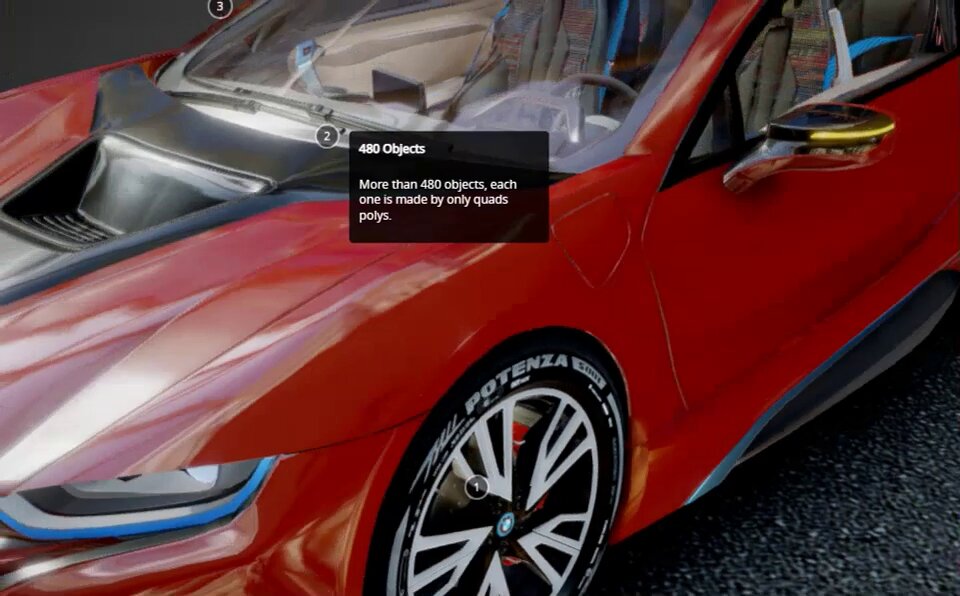 3
2
480 Objects
More than 480 objects, each
one is made by only quads
polys.
POTENZA
1